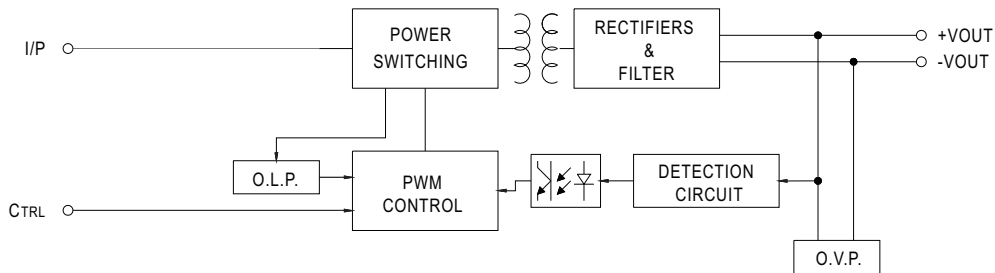 I/P
POWER
SWITCHING
RECTIFIERS
&
FILTER
+VOUT
-VOUT
O.L.P.
PWM
CONTROL
DETECTION
CIRCUIT
CTRL
O.V.P.